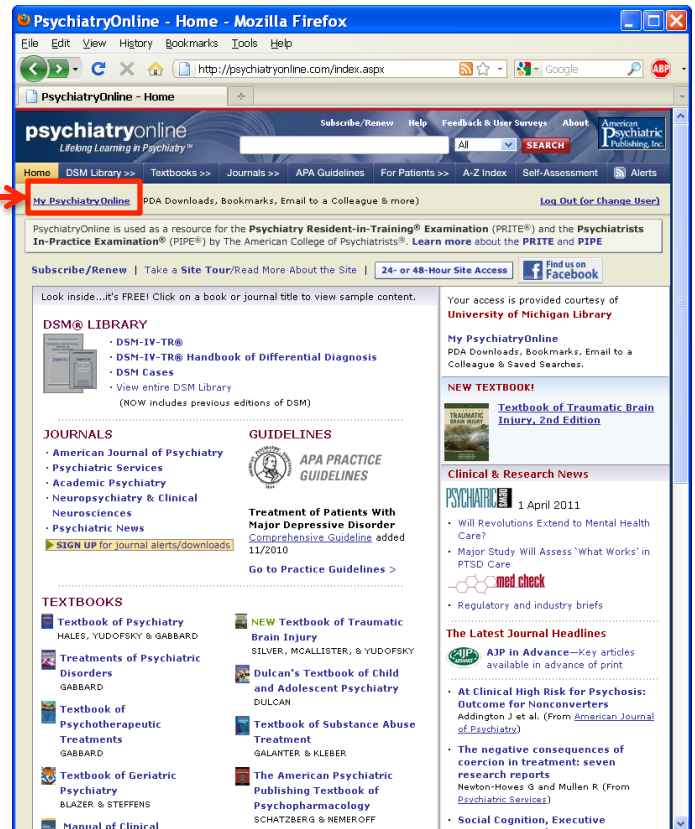 PsychiatryOnline - Home - Mozilla Firefox
File Edit View History Bookmarks Tools Help
http://psychiatryonline.com/index.aspx
Google
ABP
PsychiatryOnline - Home
Subscribe/Renew Help Feedback & User Surveys About
American Psychiatric Publishing, Inc.
psychiatryonline
Lifelong Learning in Psychiatry™
All SEARCH
Home DSM Library >> Textbooks >> Journals >> APA Guidelines For Patients >> A-Z Index Self-Assessment Alerts
My PsychiatryOnline PDA Downloads, Bookmarks, Email to a Colleague & more) Log Out (or Change User)
PsychiatryOnline is used as a resource for the Psychiatry Resident-in-Training® Examination (PRITE®) and the Psychiatrists
In-Practice Examination® (PIPE®) by The American College of Psychiatrists®. Learn more about the PRITE and PIPE
Subscribe/Renew | Take a Site Tour/Read More About the Site | 24- or 48-Hour Site Access
Find us on
Facebook
Look inside...it's FREE! Click on a book or journal title to view sample content.
DSM® LIBRARY
· DSM-IV-TR®
· DSM-IV-TR® Handbook of Differential Diagnosis
· DSM Cases
· View entire DSM Library
(NOW includes previous editions of DSM)
JOURNALS
· American Journal of Psychiatry
· Psychiatric Services
· Academic Psychiatry
· Neuropsychiatry & Clinical
Neurosciences
· Psychiatric News
SIGN UP for journal alerts/downloads
GUIDELINES
APA PRACTICE
GUIDELINES
Treatment of Patients With
Major Depressive Disorder
Comprehensive Guideline added
11/2010
Go to Practice Guidelines >
TEXTBOOKS
Textbook of Psychiatry
HALES, YUDOFSKY & GABBARD
Treatments of Psychiatric
Disorders
GABBARD
Textbook of
Psychotherapeutic
Treatments
GABBARD
Textbook of Geriatric
Psychiatry
BLAZER & STEFFENS
Manual of Clinical
NEW Textbook of Traumatic
Brain Injury
SILVER, MCALLISTER, & YUDOFSKY
Dulcan's Textbook of Child
and Adolescent Psychiatry
DULCAN
Textbook of Substance Abuse
Treatment
GALANTER & KLEBER
The American Psychiatric
Publishing Textbook of
Psychopharmacology
SCHATZBERG & NEMEROFF
Your access is provided courtesy of
University of Michigan Library
My PsychiatryOnline
PDA Downloads, Bookmarks, Email to a
Colleague & Saved Searches.
NEW TEXTBOOK!
TRAUMATIC
BRAIN INJURY
Textbook of Traumatic Brain
Injury, 2nd Edition
Clinical & Research News
PSYCHIATRIC NEWS 1 April 2011
· Will Revolutions Extend to Mental Health
Care?
· Major Study Will Assess 'What Works' in
PTSD Care
med check
· Regulatory and industry briefs
The Latest Journal Headlines
AJP
ADVANCE
AJP in Advance—Key articles
available in advance of print
· At Clinical High Risk for Psychosis:
Outcome for Nonconverters
Addington J et al. (From American Journal
of Psychiatry)
· The negative consequences of
coercion in treatment: seven
research reports
Newton-Howes G and Mullen R (From
Psychiatric Services)
· Social Cognition, Executive